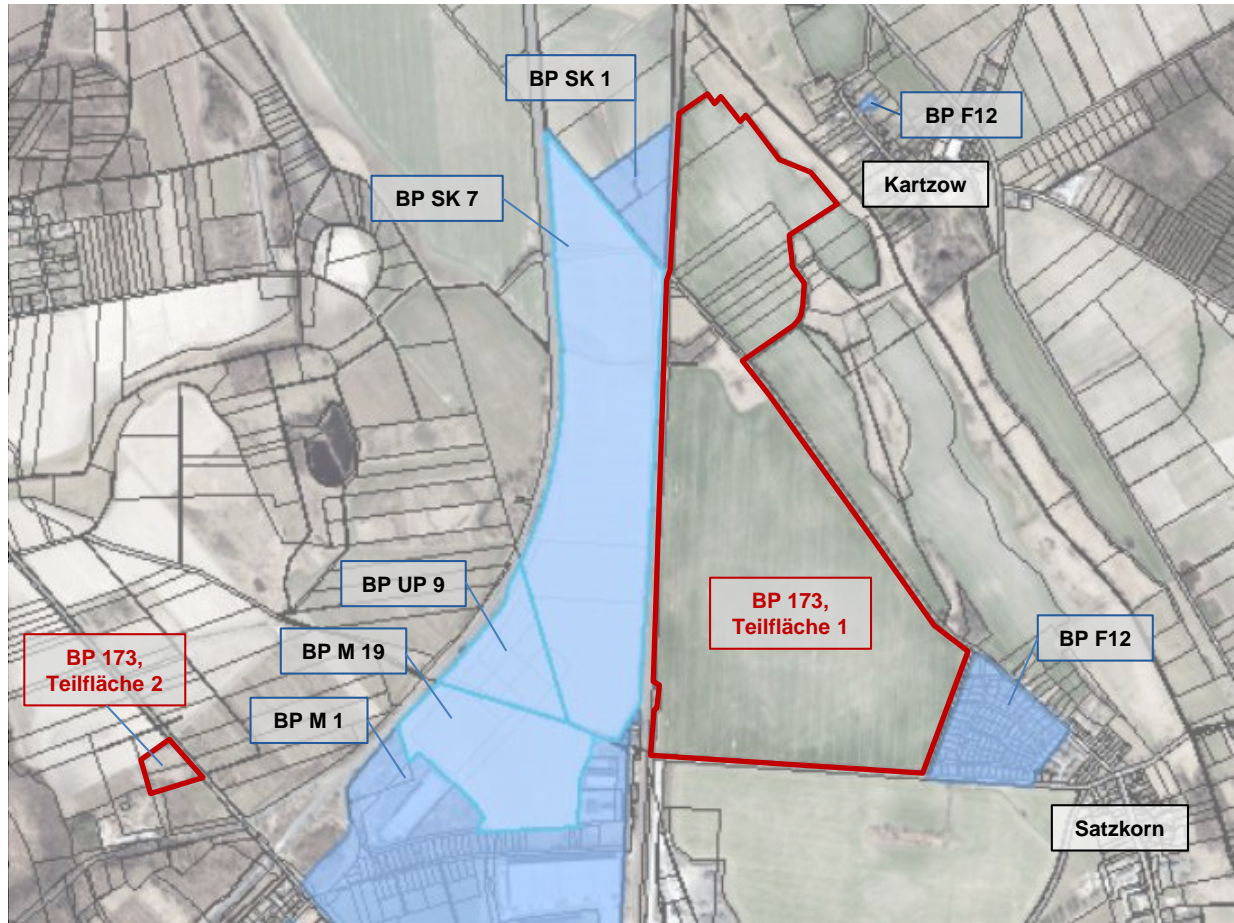 BP SK 1
BP F12
Kartzow
BP SK 7
BP UP 9
BP 173,
Teilfläche 1
BP F12
BP M 19
BP 173,
Teilfläche 2
BP M 1
Satzkorn